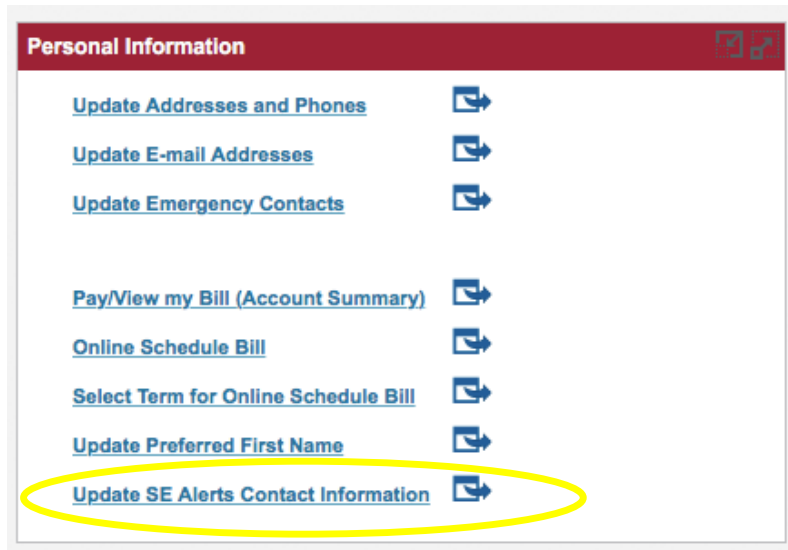 Personal Information
Update Addresses and Phones
Update E-mail Addresses
Update Emergency Contacts
Pay/View my Bill (Account Summary)
Online Schedule Bill
Select Term for Online Schedule Bill
Update Preferred First Name
Update SE Alerts Contact Information